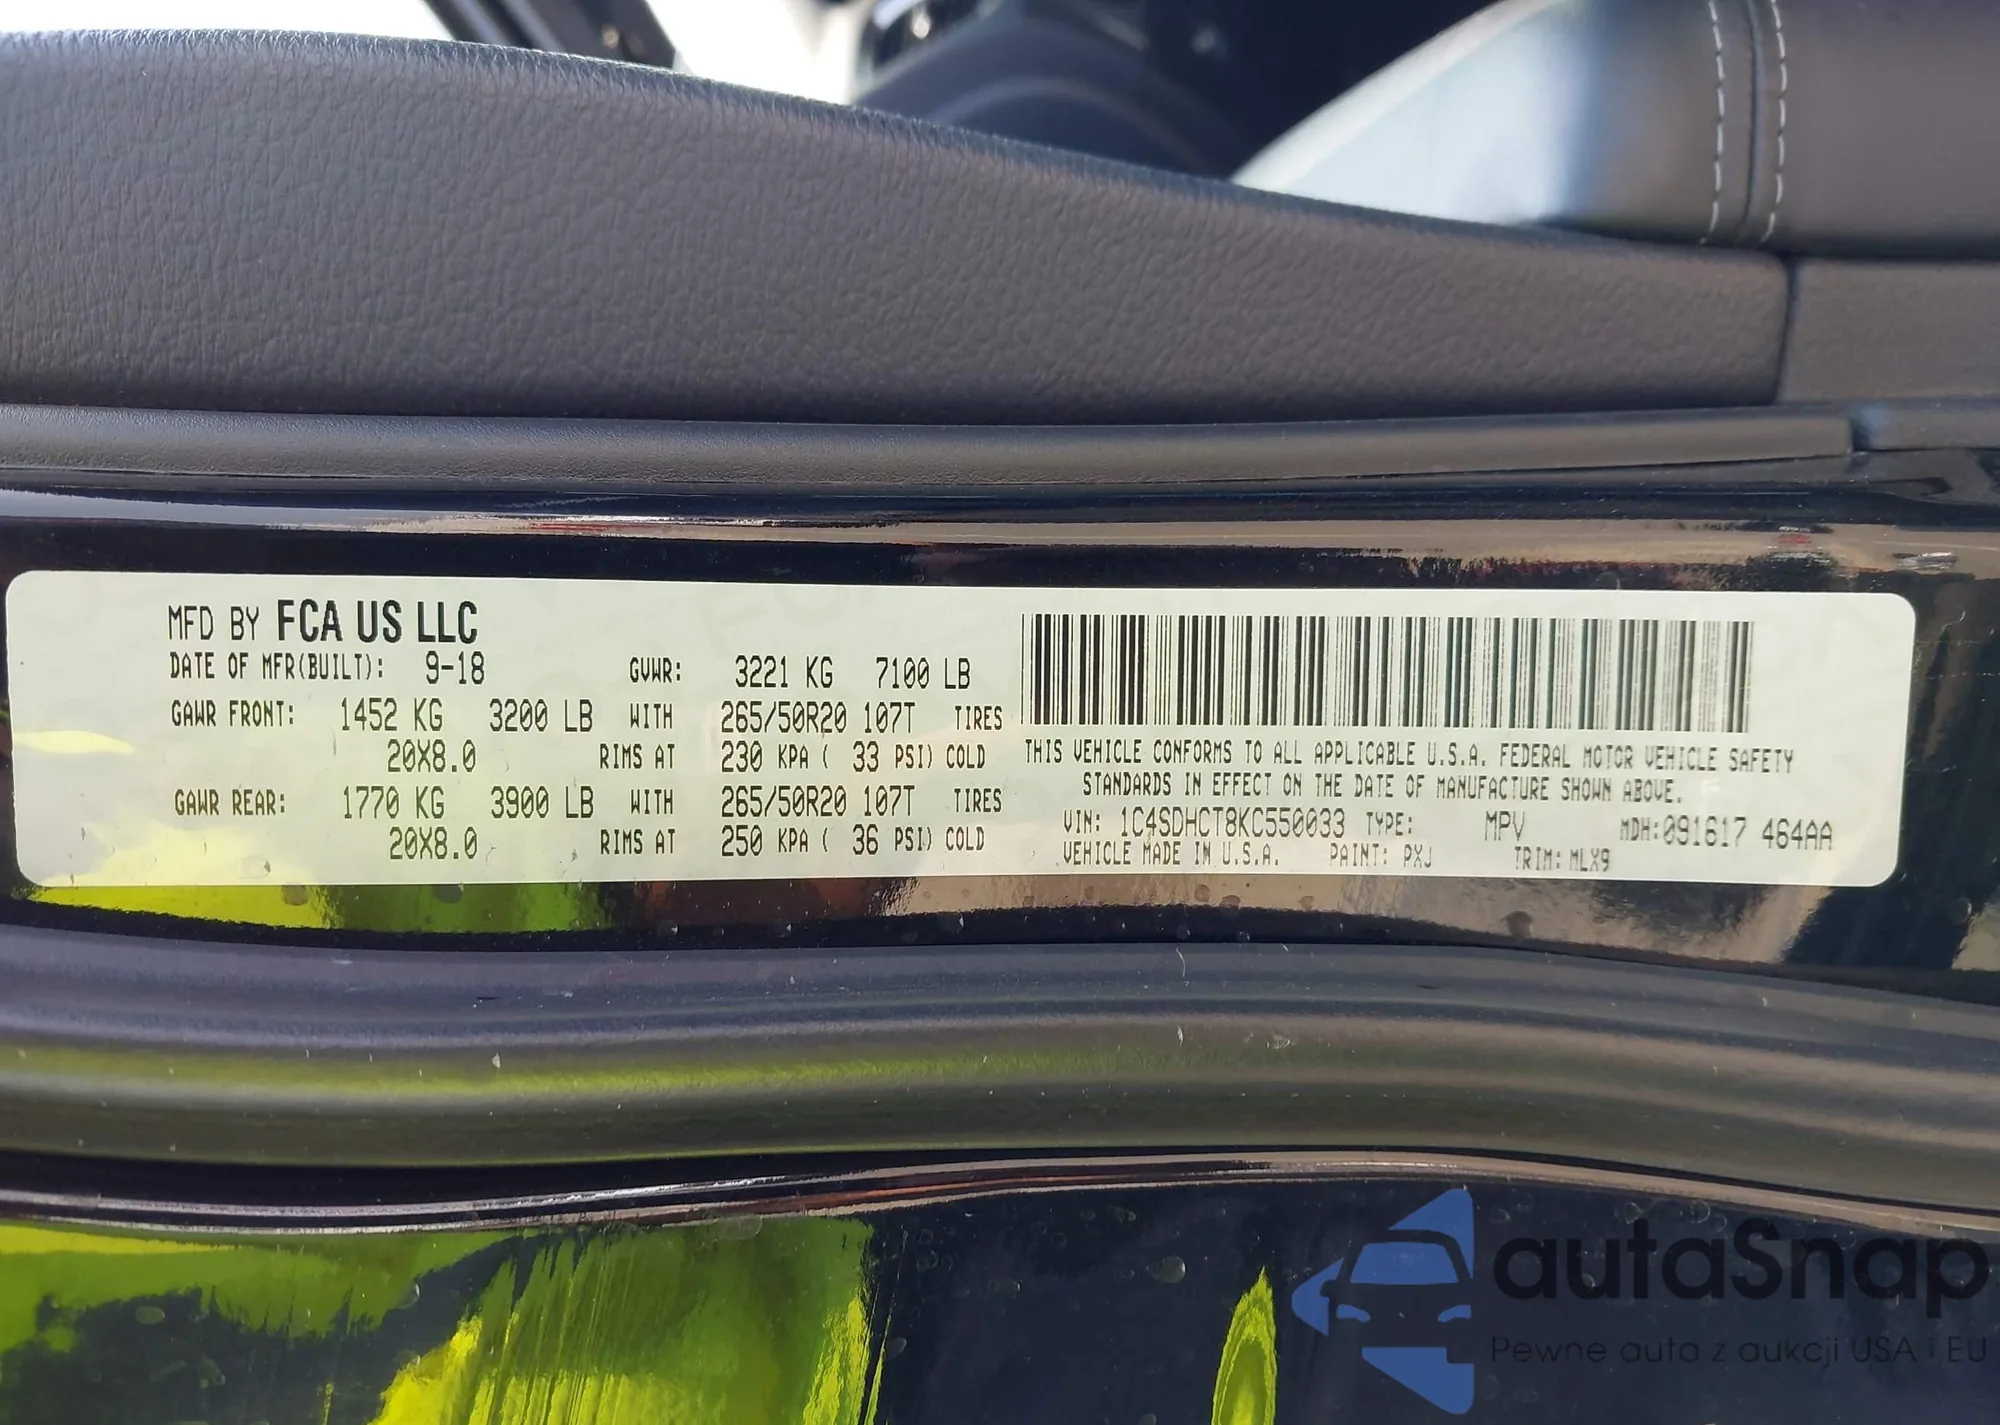 MFD BY FCA US LLC
DATE OF MFR(BUILT): 9-18 GVWR: 3221 KG 7100 LB
GAWR FRONT: 1452 KG 3200 LB WITH 265/50R20 107T TIRES
20X8.0 RIMS AT 230 KPA ( 33 PSI) COLD
GAWR REAR: 1770 KG 3900 LB WITH 265/50R20 107T TIRES
20X8.0 RIMS AT 250 KPA ( 36 PSI) COLD
THIS VEHICLE CONFORMS TO ALL APPLICABLE U.S.A. FEDERAL MOTOR VEHICLE SAFETY
STANDARDS IN EFFECT ON THE DATE OF MANUFACTURE SHOWN ABOVE.
VIN: 1C4SDHCT8KC550033 TYPE: MPV MDH:091617 464AA
VEHICLE MADE IN U.S.A. PAINT: PXJ TRIM: MLX9
autaSnap
Pewne auta z aukcji USA i EU